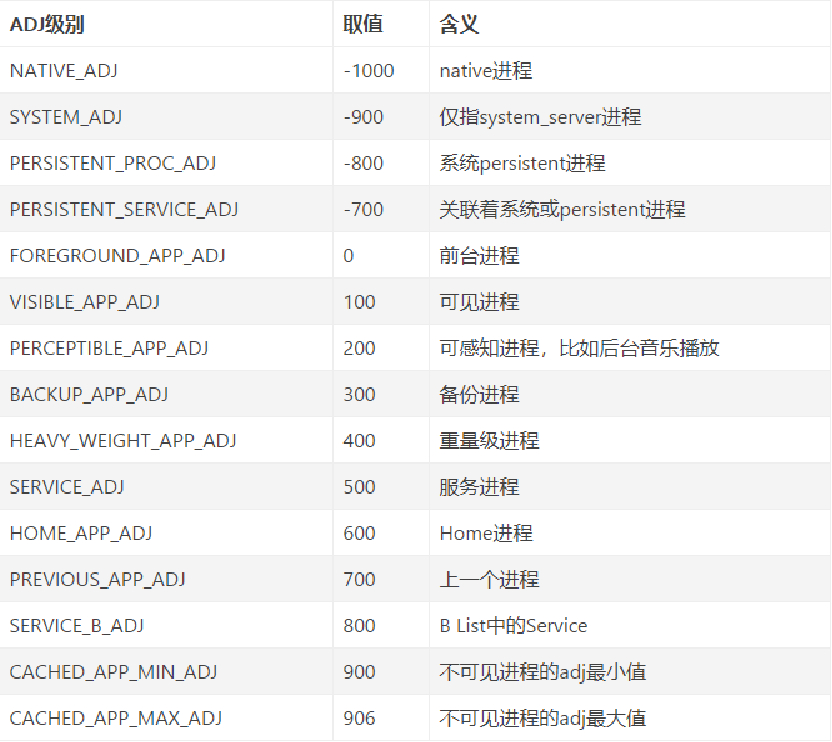 ADJ级别 取值 含义
NATIVE_ADJ -1000 native进程
SYSTEM_ADJ -900 仅指system_server进程
PERSISTENT_PROC_ADJ -800 系统persistent进程
PERSISTENT_SERVICE_ADJ -700 关联着系统或persistent进程
FOREGROUND_APP_ADJ 0 前台进程
VISIBLE_APP_ADJ 100 可见进程
PERCEPTIBLE_APP_ADJ 200 可感知进程，比如后台音乐播放
BACKUP_APP_ADJ 300 备份进程
HEAVY_WEIGHT_APP_ADJ 400 重量级进程
SERVICE_ADJ 500 服务进程
HOME_APP_ADJ 600 Home进程
PREVIOUS_APP_ADJ 700 上一个进程
SERVICE_B_ADJ 800 B List中的Service
CACHED_APP_MIN_ADJ 900 不可见进程的adj最小值
CACHED_APP_MAX_ADJ 906 不可见进程的adj最大值